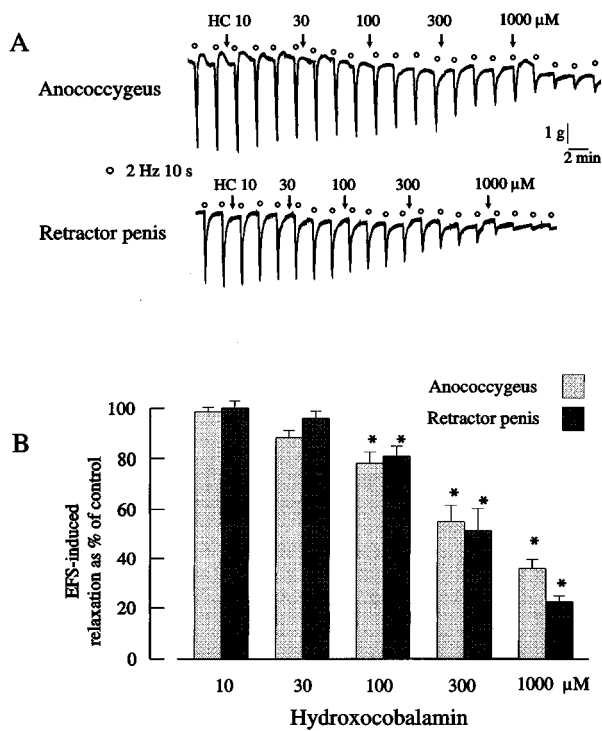 A
HC 10 30 100 300 1000 μM
Anococcygeus
1 g
2 min
2 Hz 10 s
HC 10 30 100 300 1000 μM
Retractor penis
B
Anococcygeus
Retractor penis
EFS-induced
relaxation as % of control
100
80
60
40
20
0
* * * * * *
10 30 100 300 1000 μM
Hydroxocobalamin